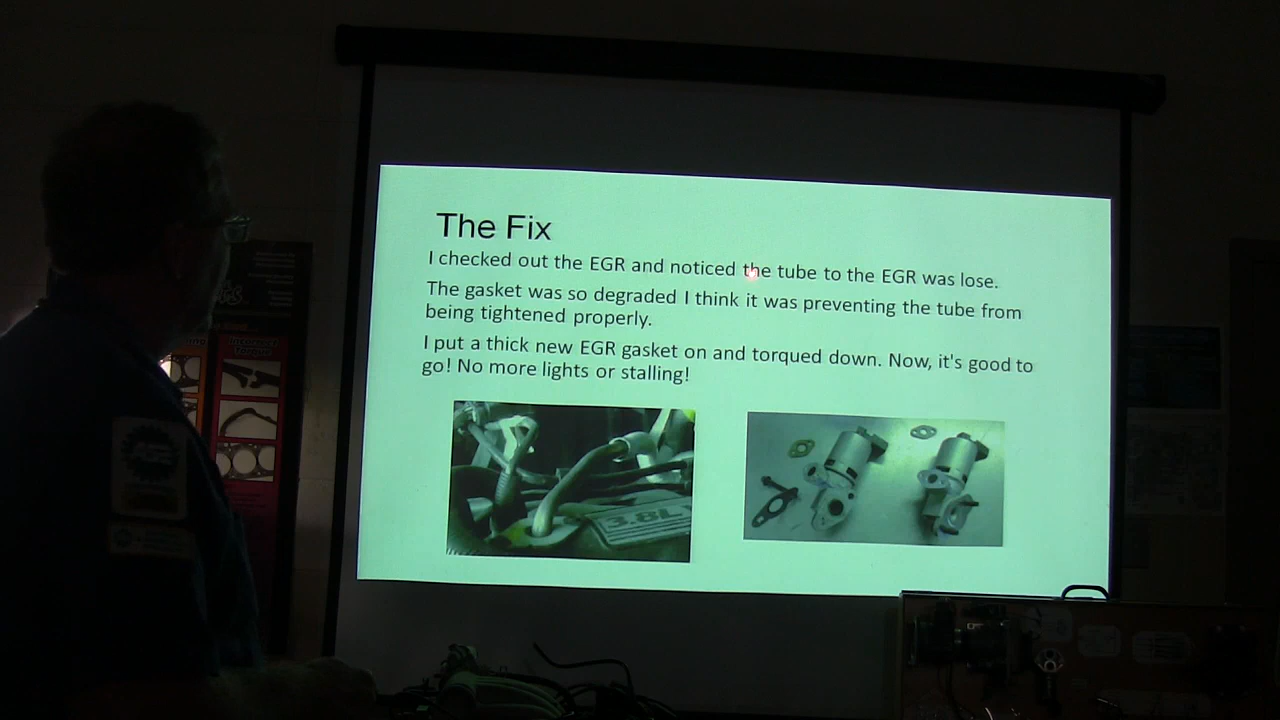 The Fix
I checked out the EGR and noticed the tube to the EGR was lose.
The gasket was so degraded I think it was preventing the tube from
being tightened properly.
I put a thick new EGR gasket on and torqued down. Now, it's good to
go! No more lights or stalling!
3.8L
Incorrect
Torque